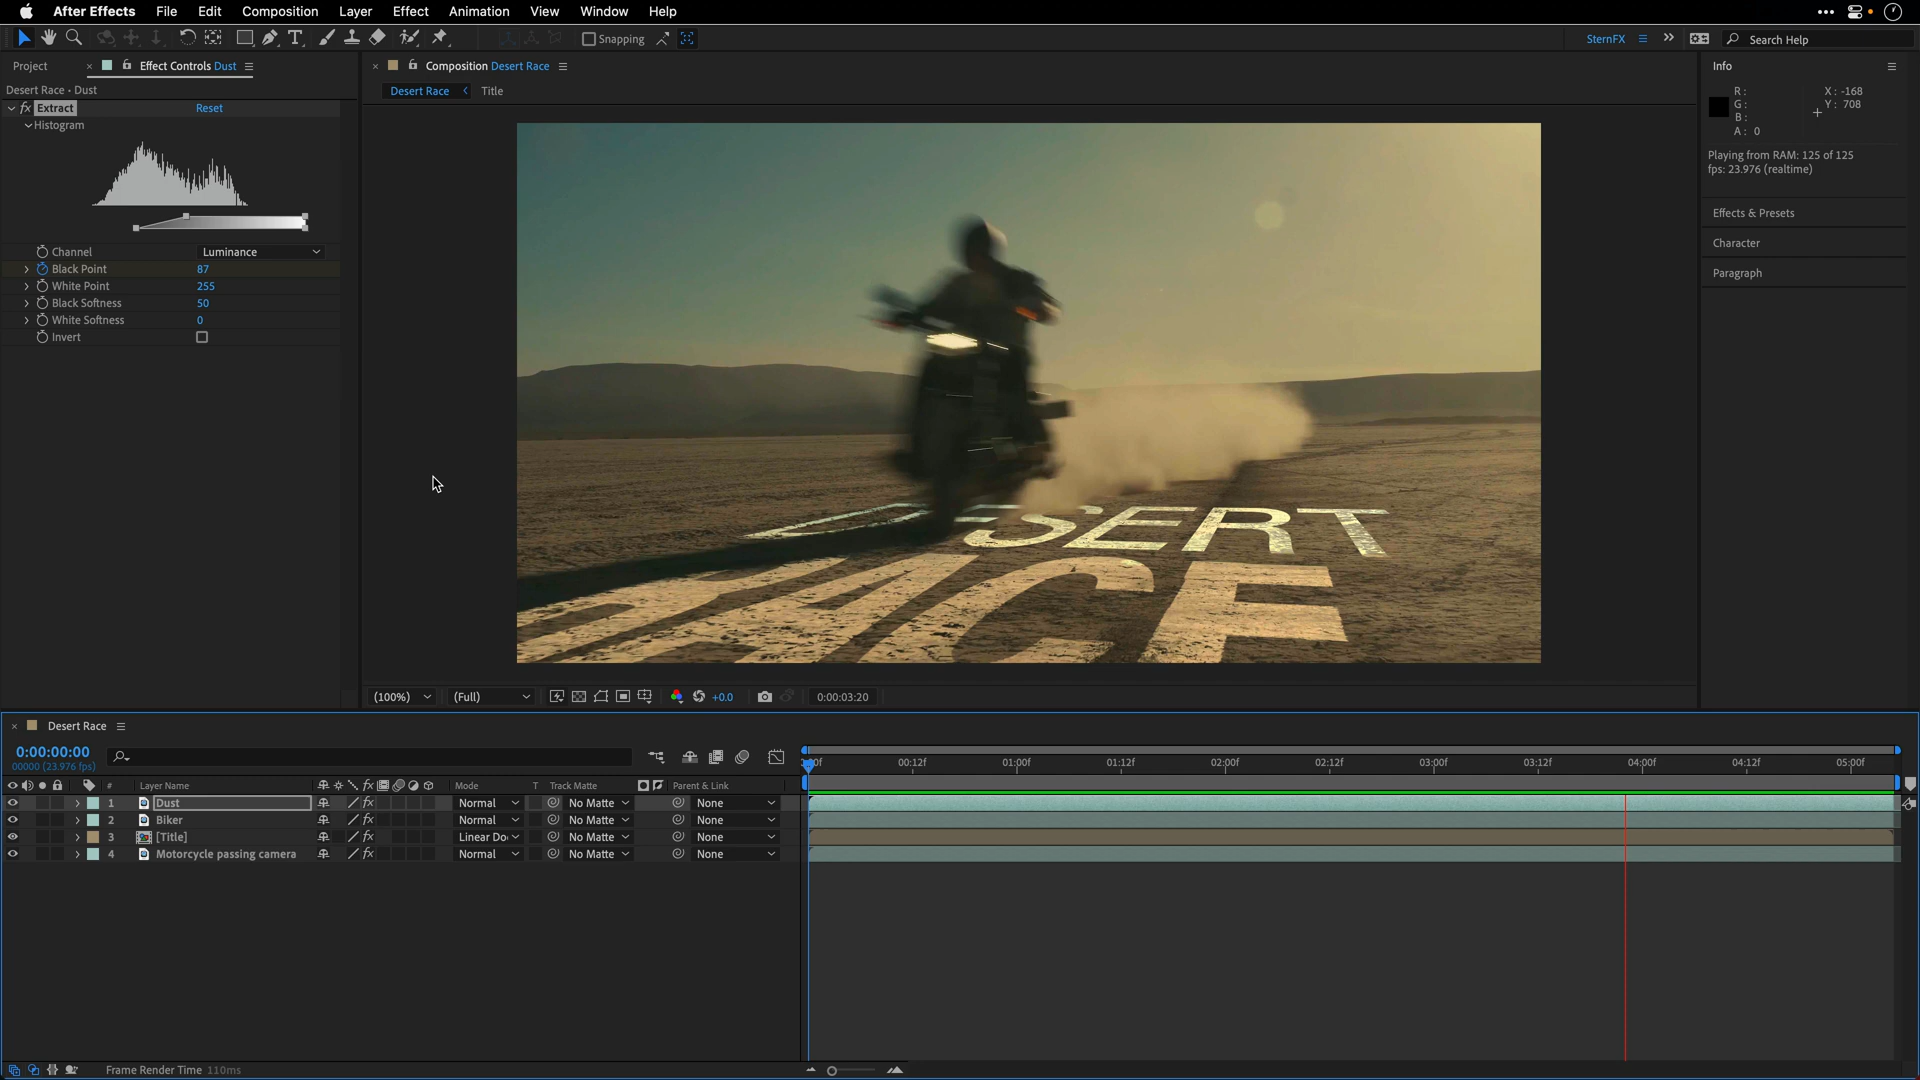 After Effects File Edit Composition Layer Effect Animation View Window Help
Snapping SternFX Search Help
Project Effect Controls Dust
Desert Race • Dust
fx Extract Reset
Histogram
Channel Luminance
Black Point 87
White Point 255
Black Softness 50
White Softness 0
Invert
Composition Desert Race
Desert Race Title
DESERT
RACE
(100%) (Full) +0.0 0:00:03:20
Info
R: X: -168
G: Y: 708
B:
A: 0
Playing from RAM: 125 of 125
fps: 23.976 (realtime)
Effects & Presets
Character
Paragraph
Desert Race
0:00:00:00
00000 (23.976 fps)
00:12f 01:00f 01:12f 02:00f 02:12f 03:00f 03:12f 04:00f 04:12f 05:00f
# Layer Name fx Mode T Track Matte Parent & Link
1 Dust fx Normal No Matte None
2 Biker fx Normal No Matte None
3 [Title] fx Linear Do No Matte None
4 Motorcycle passing camera fx Normal No Matte None
Frame Render Time 110ms